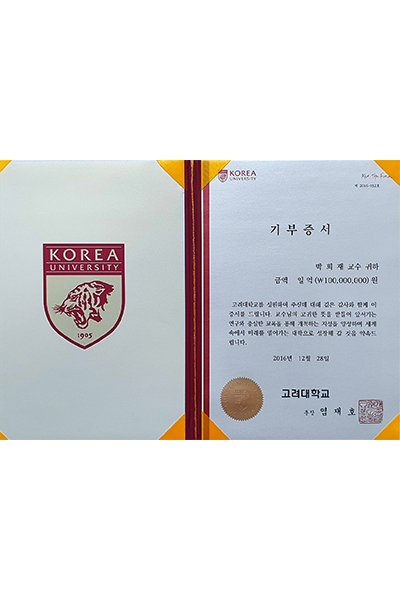 KOREA
UNIVERSITY
1905
KOREA
UNIVERSITY
기부증서
박희재 교수 귀하
금액 일억(₩100,000,000)원
고려대학교를 성원하여 주신데 대해 깊은 감사와 함께 이
증서를 드립니다. 교수님의 고귀한 뜻을 받들어 앞서가는
연구와 충실한 교육을 통해 개척하는 지성을 양성하며 세계
속에서 미래를 열어가는 대학으로 성장해 갈 것을 약속드
립니다.
2016년 12월 28일
고려대학교
총장 염재호